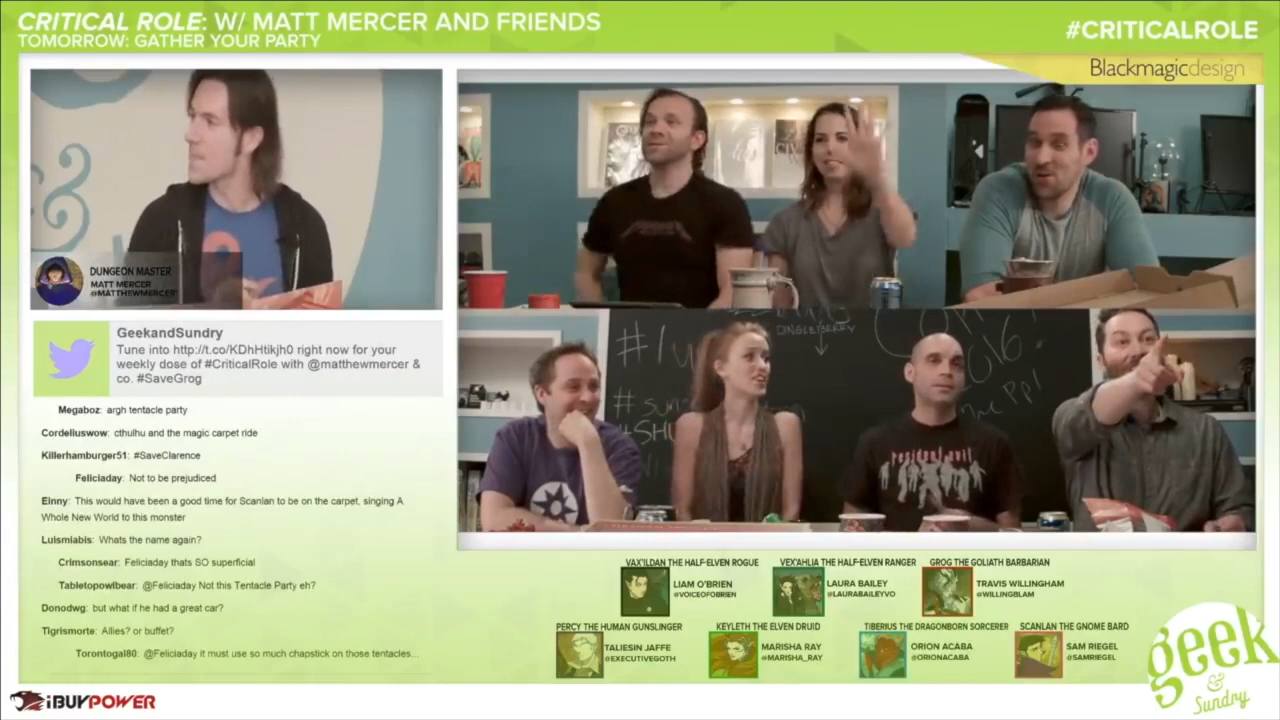 CRITICAL ROLE: W/ MATT MERCER AND FRIENDS
TOMORROW: GATHER YOUR PARTY
#CRITICALROLE
Blackmagicdesign
DUNGEON MASTER
MATT MERCER
@MATTHEWMERCER
GeekandSundry
Tune into http://t.co/KDhHtikjh0 right now for your
weekly dose of #CriticalRole with @matthewmercer &
co. #SaveGrog
Megaboz: argh tentacle party
Cordeliuswow: cthulhu and the magic carpet ride
Killerhamburger51: #SaveClarence
Feliciaday: Not to be prejudiced
Einny: This would have been a good time for Scanlan to be on the carpet, singing A
Whole New World to this monster
Luismiabis: Whats the name again?
Crimsonsear: Feliciaday thats SO superficial
Tabletopowlbear: @Feliciaday Not this Tentacle Party eh?
Donodwg: but what if he had a great car?
Tigrismorte: Allies? or buffet?
Torontogal80: @Feliciaday it must use so much chapstick on those tentacles...
DINGLEYBERRY
resident evil
VAX'ILDAN THE HALF-ELVEN ROGUE
LIAM O'BRIEN
@VOICEOFOBRIEN
VEX'AHLIA THE HALF-ELVEN RANGER
LAURA BAILEY
@LAURABAILEYVO
GROG THE GOLIATH BARBARIAN
TRAVIS WILLINGHAM
@WILLINGBLAM
PERCY THE HUMAN GUNSLINGER
TALIESIN JAFFE
@EXECUTIVEGOTH
KEYLETH THE ELVEN DRUID
MARISHA RAY
@MARISHA_RAY
TIBERIUS THE DRAGONBORN SORCERER
ORION ACABA
@ORIONACABA
SCANLAN THE GNOME BARD
SAM RIEGEL
@SAMRIEGEL
geek
&
Sundry
iBUYPOWER